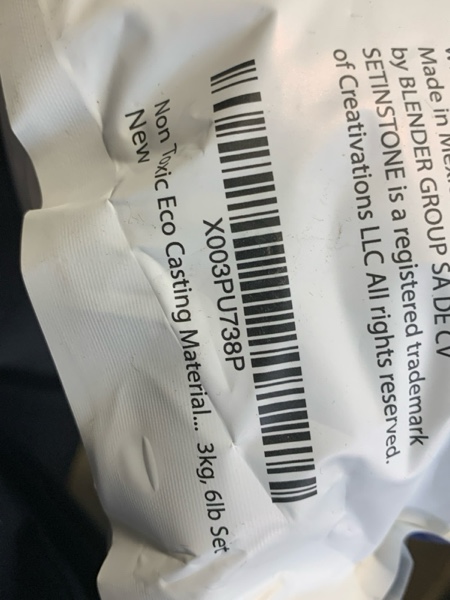 Made in
by BLENDER GROUP SA DE CV
SETINSTONE is a registered trademark
of Creativations LLC All rights reserved.
X003PU738P
Non Toxic Eco Casting Material... 3kg, 6lb Set
New